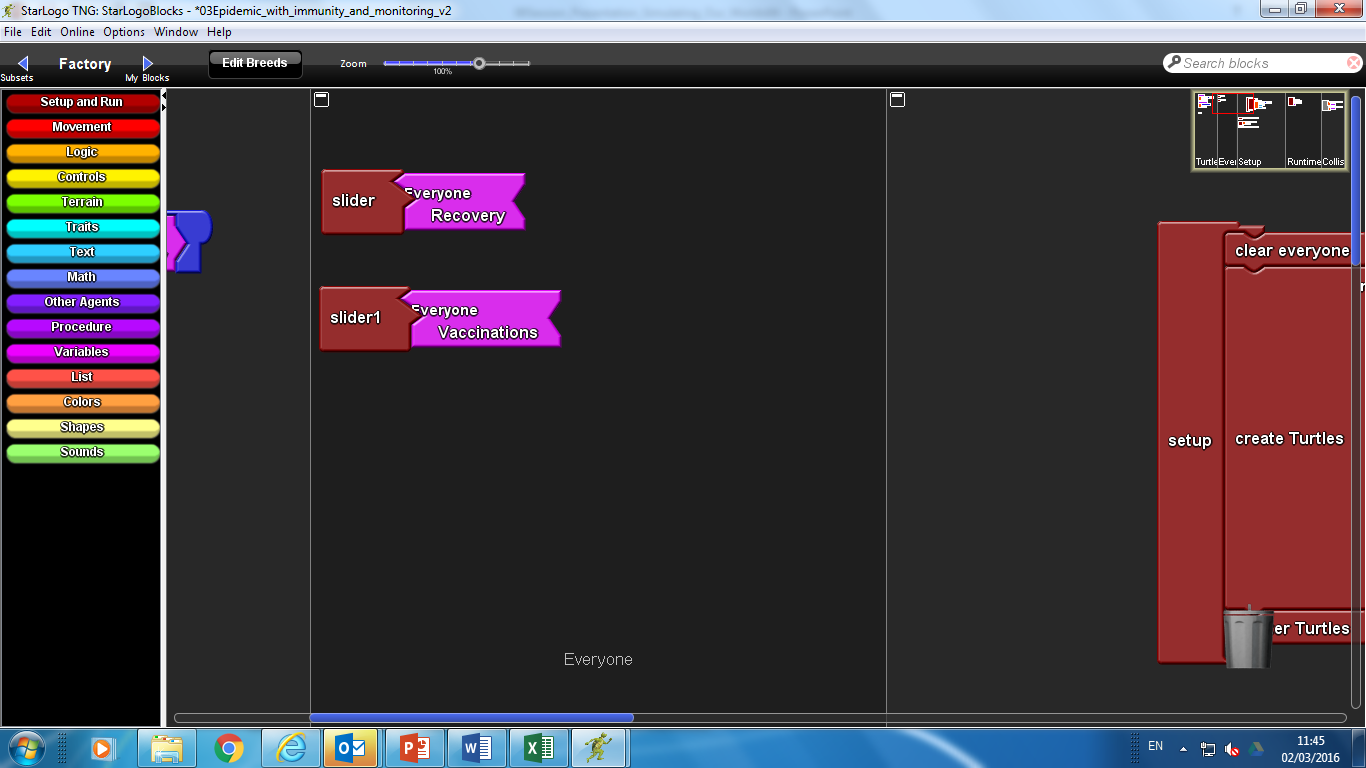 StarLogo TNG: StarLogoBlocks - *03Epidemic_with_immunity_and_monitoring_v2
File Edit Online Options Window Help
Subsets
Factory
My Blocks
Edit Breeds
Zoom
100%
Search blocks
Setup and Run
Movement
Logic
Controls
Terrain
Traits
Text
Math
Other Agents
Procedure
Variables
List
Colors
Shapes
Sounds
slider
Everyone
Recovery
slider1
Everyone
Vaccinations
Everyone
Setup
Runtime
Collis
setup
clear everyone
create Turtles
er Turtles
EN
11:45
02/03/2016